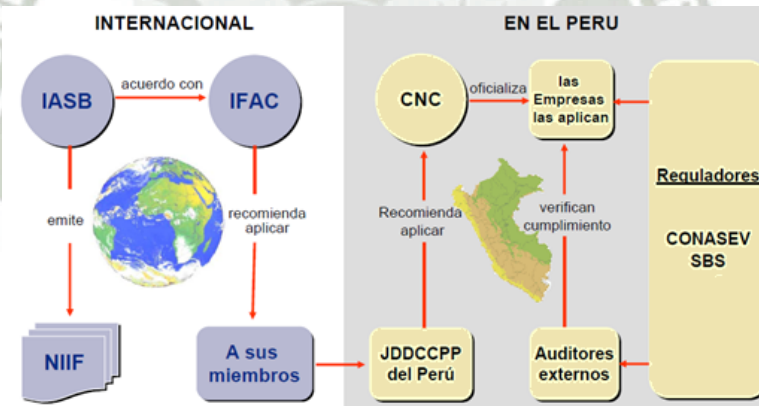 INTERNACIONAL
IASB
acuerdo con
IFAC
emite
recomienda
aplicar
NIIF
A sus
miembros
EN EL PERU
CNC
oficializa
las
Empresas
las aplican
Recomienda
aplicar
verifican
cumplimiento
JDDCCPP
del Perú
Auditores
externos
Reguladores
CONASEV
SBS